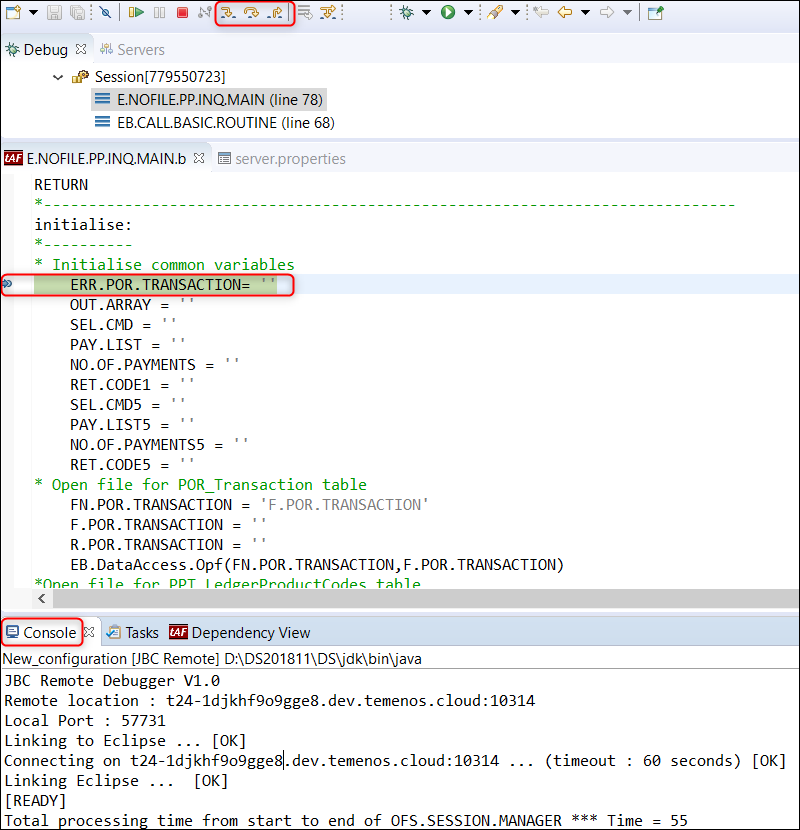 Debug Servers
Session[779550723]
E.NOFILE.PP.INQ.MAIN (line 78)
EB.CALL.BASIC.ROUTINE (line 68)
tAF E.NOFILE.PP.INQ.MAIN.b server.properties
RETURN
*-----------------------------------------------------------------------------
initialise:
*----------
* Initialise common variables
ERR.POR.TRANSACTION= ''
OUT.ARRAY = ''
SEL.CMD = ''
PAY.LIST = ''
NO.OF.PAYMENTS = ''
RET.CODE1 = ''
SEL.CMD5 = ''
PAY.LIST5 = ''
NO.OF.PAYMENTS5 = ''
RET.CODE5 = ''
* Open file for POR_Transaction table
FN.POR.TRANSACTION = 'F.POR.TRANSACTION'
F.POR.TRANSACTION = ''
R.POR.TRANSACTION = ''
EB.DataAccess.Opf(FN.POR.TRANSACTION,F.POR.TRANSACTION)
*Open file for PPT_LedgerProductCodes table
Console Tasks tAF Dependency View
New_configuration [JBC Remote] D:\DS201811\DS\jdk\bin\java
JBC Remote Debugger V1.0
Remote location : t24-1djkhf9o9gge8.dev.temenos.cloud:10314
Local Port : 57731
Linking to Eclipse ... [OK]
Connecting on t24-1djkhf9o9gge8.dev.temenos.cloud:10314 ... (timeout : 60 seconds) [OK]
Linking Eclipse ...  [OK]
[READY]
Total processing time from start to end of OFS.SESSION.MANAGER *** Time = 55